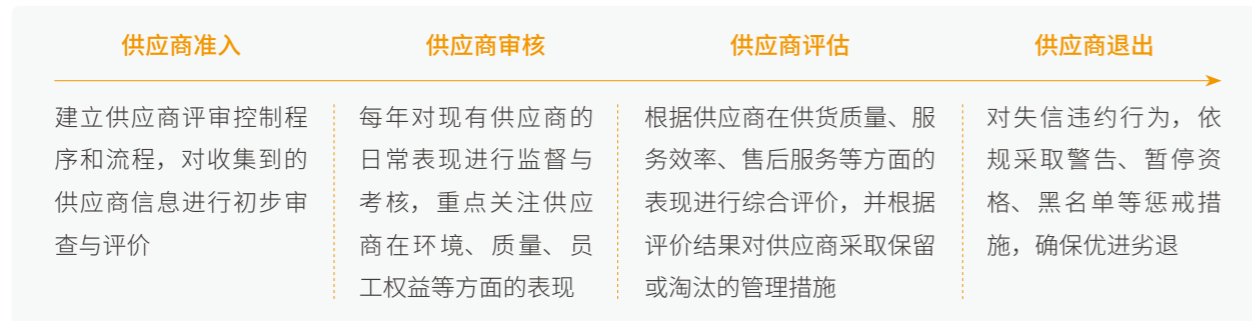 供应商准入
供应商审核
供应商评估
供应商退出
建立供应商评审控制程
序和流程，对收集到的
供应商信息进行初步审
查与评价
每年对现有供应商的
日常表现进行监督与
考核，重点关注供应
商在环境、质量、员
工权益等方面的表现
根据供应商在供货质量、服
务效率、售后服务等方面的
表现进行综合评价，并根据
评价结果对供应商采取保留
或淘汰的管理措施
对失信违约行为，依
规采取警告、暂停资
格、黑名单等惩戒措
施，确保优进劣退